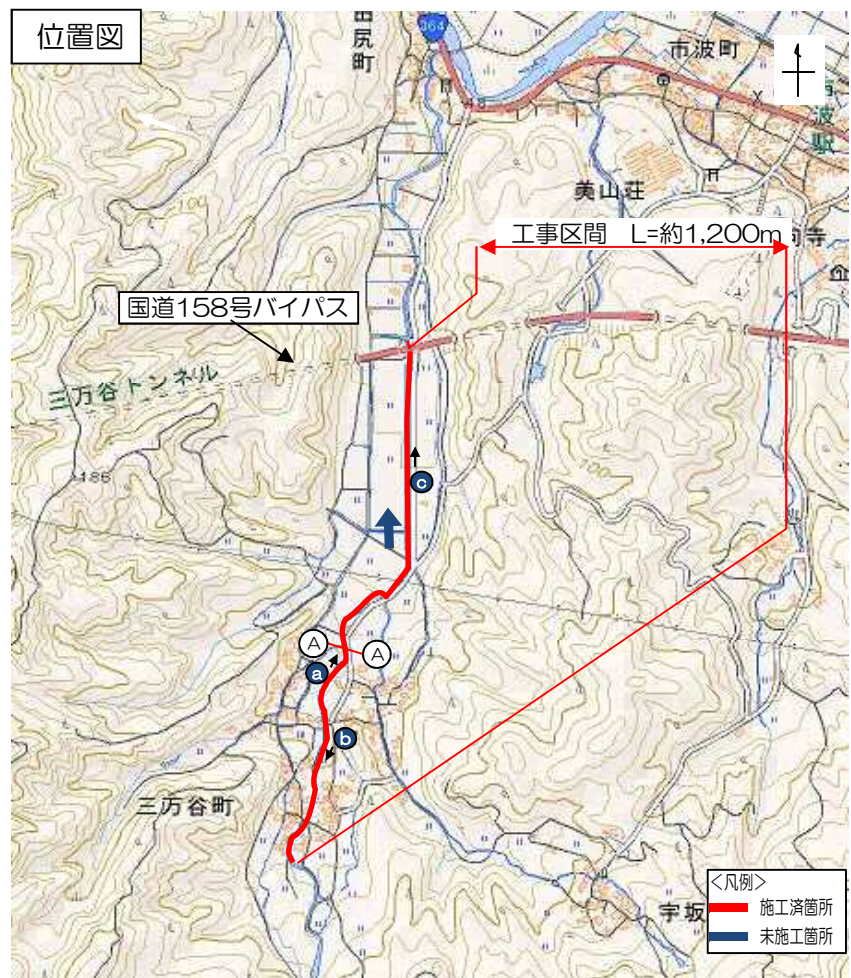 位置図
田尻町
364
市波町
美山荘
工事区間 L=約1,200m
国道158号バイパス
三万谷トンネル
186
c
A
A
a
b
三万谷町
宇坂
<凡例>
施工済箇所
未施工箇所